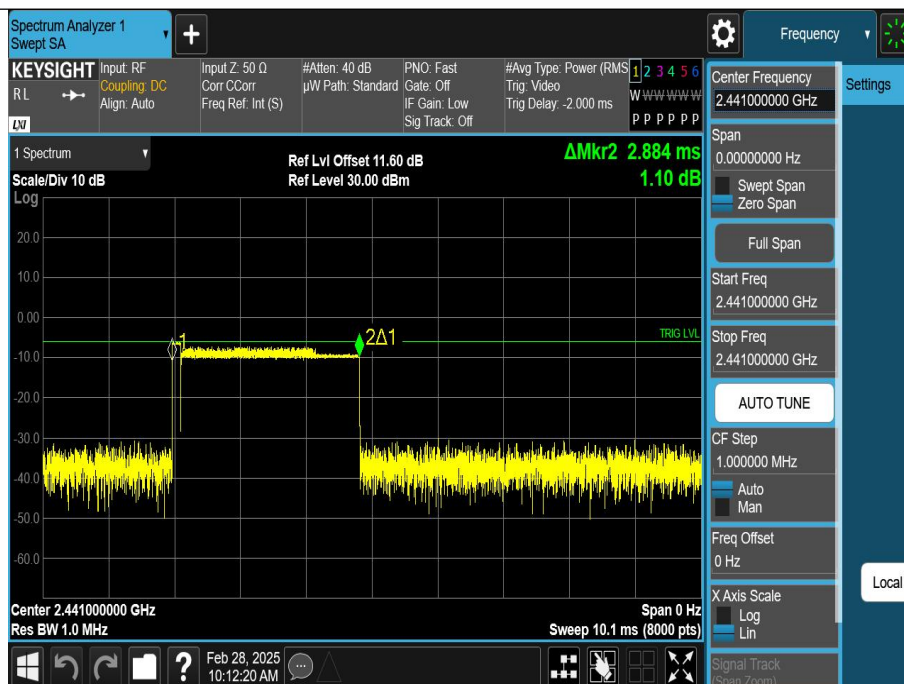 Spectrum Analyzer 1
Swept SA
+
Frequency
KEYSIGHT
RL
LXI
Input: RF
Coupling: DC
Align: Auto
Input Z: 50 Ω
Corr CCorr
Freq Ref: Int (S)
#Atten: 40 dB
µW Path: Standard
PNO: Fast
Gate: Off
IF Gain: Low
Sig Track: Off
#Avg Type: Power (RMS
Trig: Video
Trig Delay: -2.000 ms
1 2 3 4 5 6
W W W W W W
P P P P P P
1 Spectrum
Scale/Div 10 dB
Log
Ref Lvl Offset 11.60 dB
Ref Level 30.00 dBm
ΔMkr2 2.884 ms
1.10 dB
20.0
10.0
0.00
-10.0
-20.0
-30.0
-40.0
-50.0
-60.0
1
2Δ1
TRIG LVL
Center 2.441000000 GHz
Res BW 1.0 MHz
Span 0 Hz
Sweep 10.1 ms (8000 pts)
Feb 28, 2025
10:12:20 AM
?
Center Frequency
2.441000000 GHz
Span
0.00000000 Hz
Swept Span
Zero Span
Full Span
Start Freq
2.441000000 GHz
Stop Freq
2.441000000 GHz
AUTO TUNE
CF Step
1.000000 MHz
Auto
Man
Freq Offset
0 Hz
X Axis Scale
Log
Lin
Signal Track
(Span Zoom)
Settings
Local